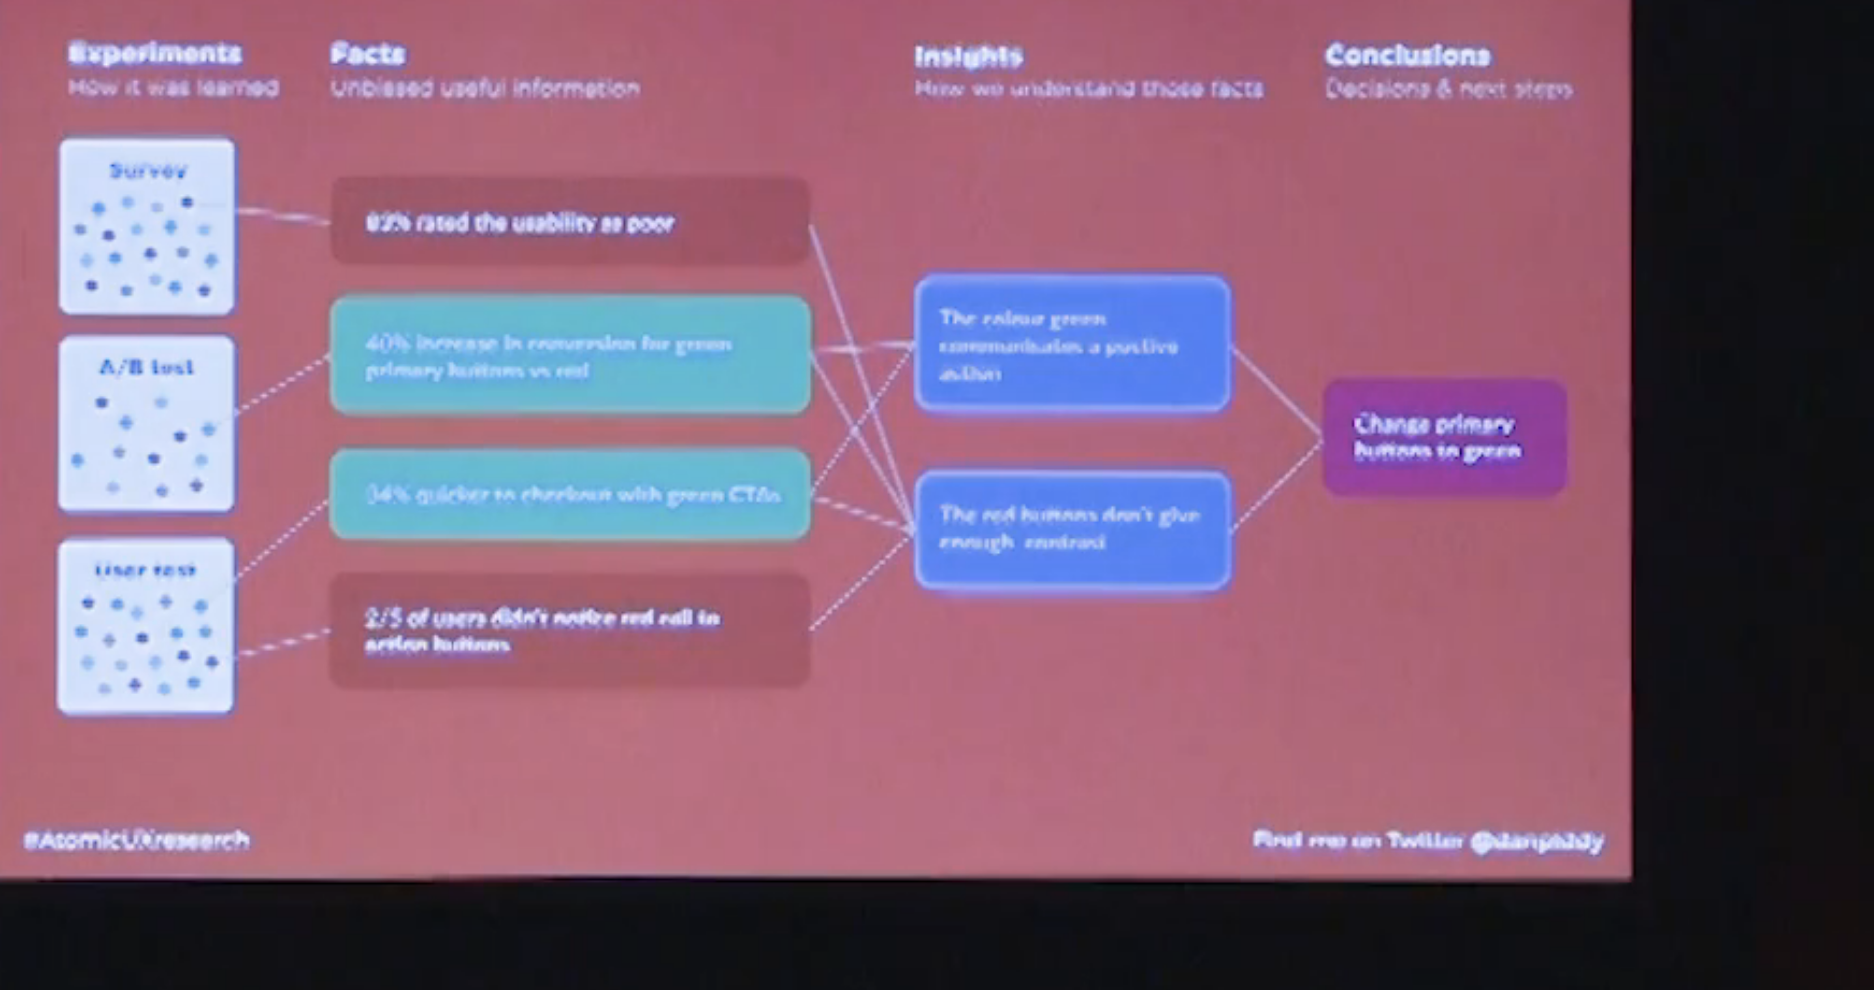 Experiments
How it was learned
Facts
Unbiased useful information
Insights
How we understand those facts
Conclusions
Decisions & next steps
Survey
A/B test
User test
rated the usability as poor
40% increase in conversion for green
primary buttons vs red
34% quicker to checkout with green CTAs
2/5 of users didn't notice red call to
action buttons
The colour green
communicates a postive
action
The red buttons don't give
enough contrast
Change primary
buttons to green
#AtomicUXresearch
Find me on Twitter